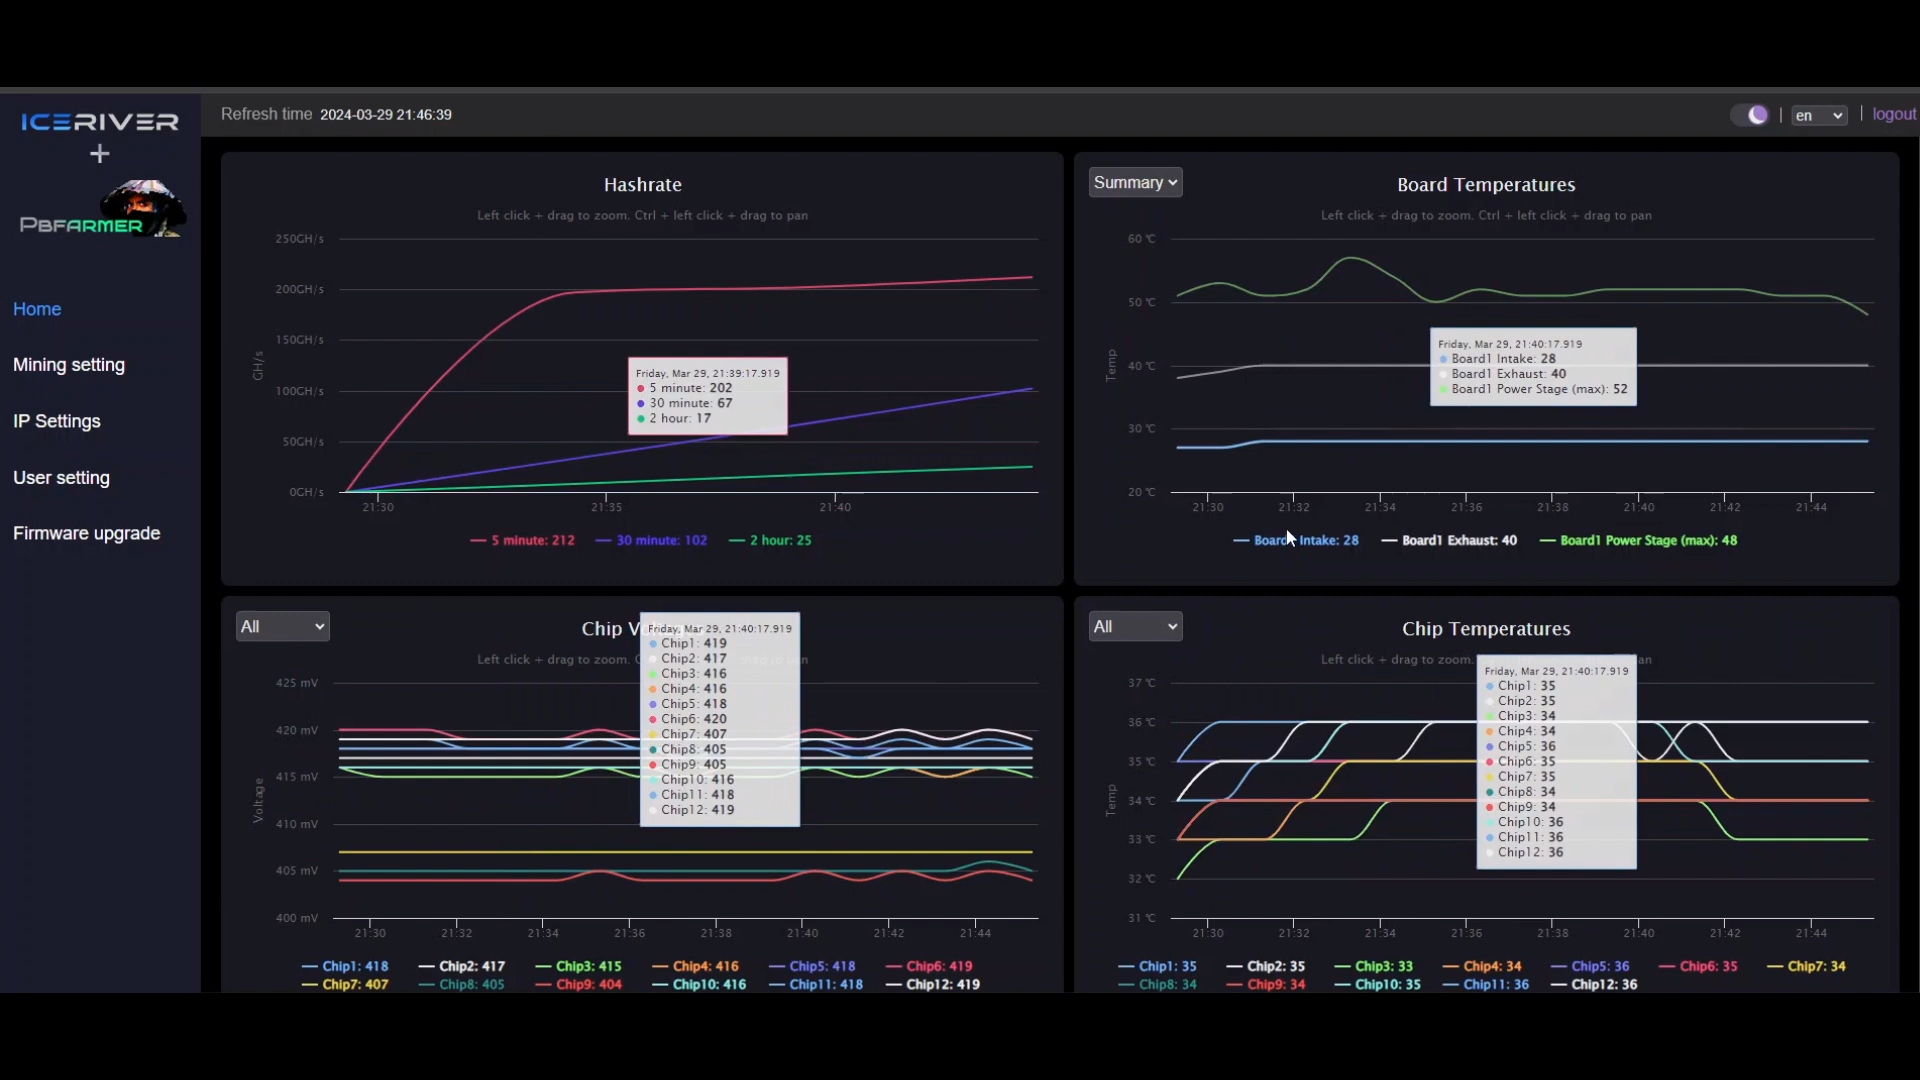 ICERIVER
Refresh time 2024-03-29 21:46:39
| en | logout
+
PBFARMER
Home
Mining setting
IP Settings
User setting
Firmware upgrade
Hashrate
Left click + drag to zoom. Ctrl + left click + drag to pan
GH/s
250GH/s
200GH/s
150GH/s
100GH/s
50GH/s
0GH/s
21:30 21:35 21:40
Friday, Mar 29, 21:39:17.919
5 minute: 202
30 minute: 67
2 hour: 17
5 minute: 212 30 minute: 102 2 hour: 25
Summary
Board Temperatures
Left click + drag to zoom. Ctrl + left click + drag to pan
Temp
60 °C
50 °C
40 °C
30 °C
20 °C
21:30 21:32 21:34 21:36 21:38 21:40 21:42 21:44
Friday, Mar 29, 21:40:17.919
Board1 Intake: 28
Board1 Exhaust: 40
Board1 Power Stage (max): 52
Board1 Intake: 28 Board1 Exhaust: 40 Board1 Power Stage (max): 48
All
Chip V
Left click + drag to zoom.
Voltage
425 mV
420 mV
415 mV
410 mV
405 mV
400 mV
21:30 21:32 21:34 21:36 21:38 21:40 21:42 21:44
Friday, Mar 29, 21:40:17.919
Chip1: 419
Chip2: 417
Chip3: 416
Chip4: 416
Chip5: 418
Chip6: 420
Chip7: 407
Chip8: 405
Chip9: 405
Chip10: 416
Chip11: 418
Chip12: 419
Chip1: 418 Chip2: 417 Chip3: 415 Chip4: 416 Chip5: 418 Chip6: 419
Chip7: 407 Chip8: 405 Chip9: 404 Chip10: 416 Chip11: 418 Chip12: 419
All
Chip Temperatures
Left click + drag to zoom.
Temp
37 °C
36 °C
35 °C
34 °C
33 °C
32 °C
31 °C
21:30 21:32 21:34 21:36 21:38 21:40 21:42 21:44
Friday, Mar 29, 21:40:17.919
Chip1: 35
Chip2: 35
Chip3: 34
Chip4: 34
Chip5: 36
Chip6: 35
Chip7: 35
Chip8: 34
Chip9: 34
Chip10: 36
Chip11: 36
Chip12: 36
Chip1: 35 Chip2: 35 Chip3: 33 Chip4: 34 Chip5: 36 Chip6: 35 Chip7: 34
Chip8: 34 Chip9: 34 Chip10: 35 Chip11: 36 Chip12: 36